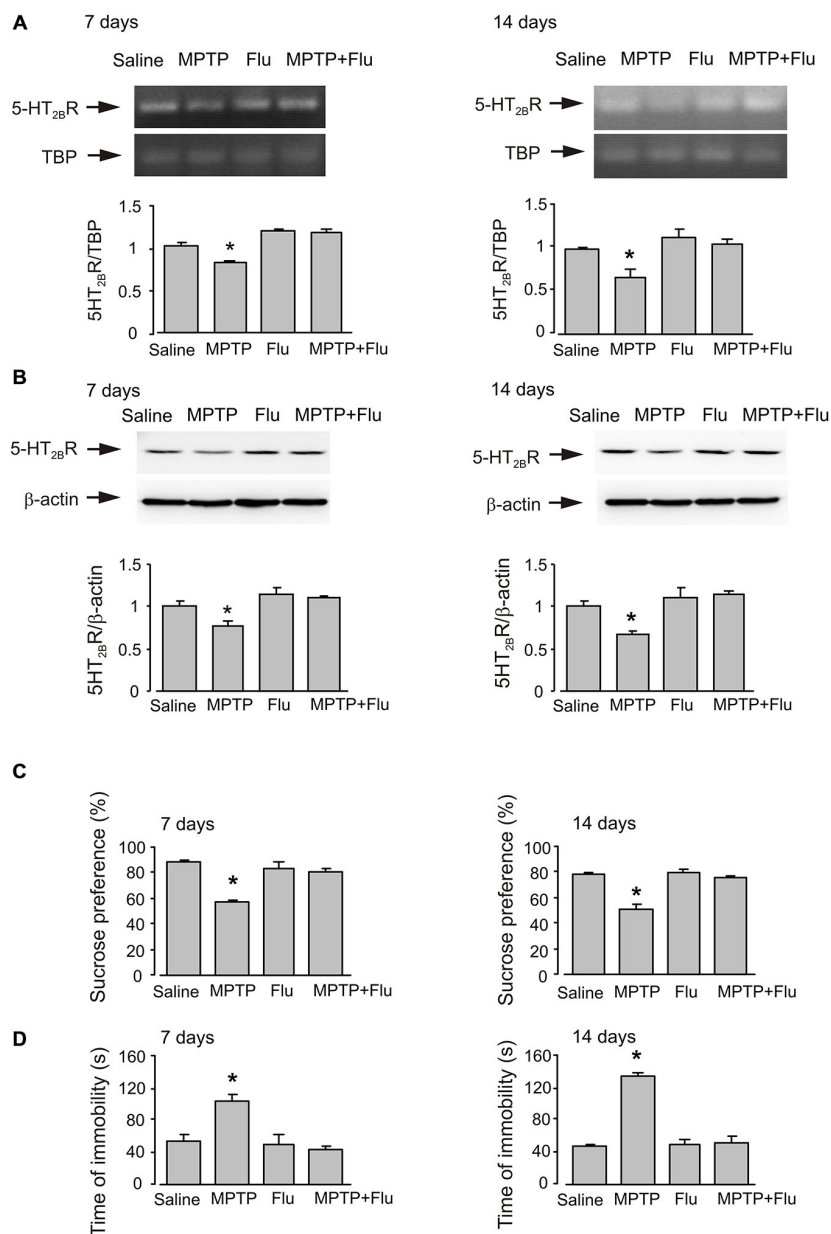 A
7 days
14 days
Saline MPTP Flu MPTP+Flu
Saline MPTP Flu MPTP+Flu
5-HT2BR
5-HT2BR
TBP
TBP
5HT2BR/TBP
1.5
1
0.5
0
Saline MPTP Flu MPTP+Flu
*
5HT2BR/TBP
1.5
1
0.5
0
Saline MPTP Flu MPTP+Flu
*
B
7 days
14 days
Saline MPTP Flu MPTP+Flu
Saline MPTP Flu MPTP+Flu
5-HT2BR
5-HT2BR
β-actin
β-actin
5HT2BR/β-actin
1.5
1
0.5
0
Saline MPTP Flu MPTP+Flu
*
5HT2BR/β-actin
1.5
1
0.5
0
Saline MPTP Flu MPTP+Flu
*
C
7 days
Sucrose preference (%)
100
80
60
40
20
0
*
Saline MPTP Flu MPTP+Flu
14 days
Sucrose preference (%)
100
80
60
40
20
0
*
Saline MPTP Flu MPTP+Flu
D
7 days
Time of immobility (s)
160
120
80
40
0
*
Saline MPTP Flu MPTP+Flu
14 days
Time of immobility (s)
160
120
80
40
0
*
Saline MPTP Flu MPTP+Flu